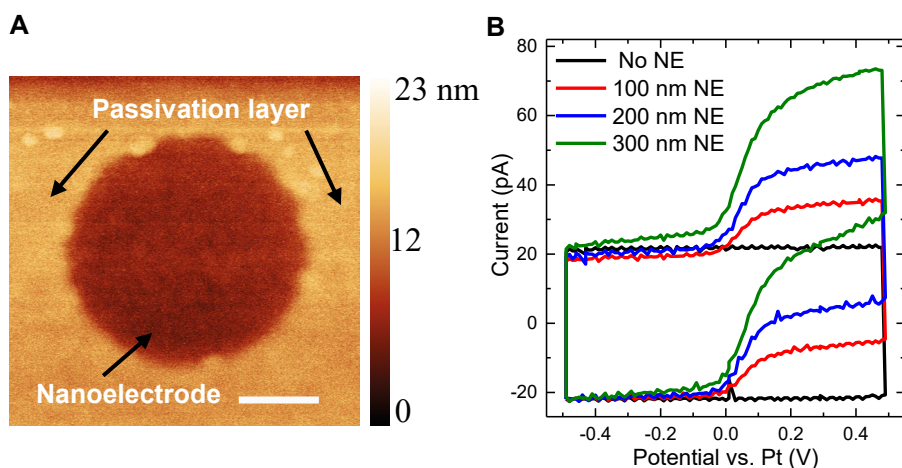 A
Passivation layer
Nanoelectrode
23 nm
12
0
B
No NE
100 nm NE
200 nm NE
300 nm NE
Current (pA)
80
60
40
20
0
-20
-0.4 -0.2 0.0 0.2 0.4
Potential vs. Pt (V)